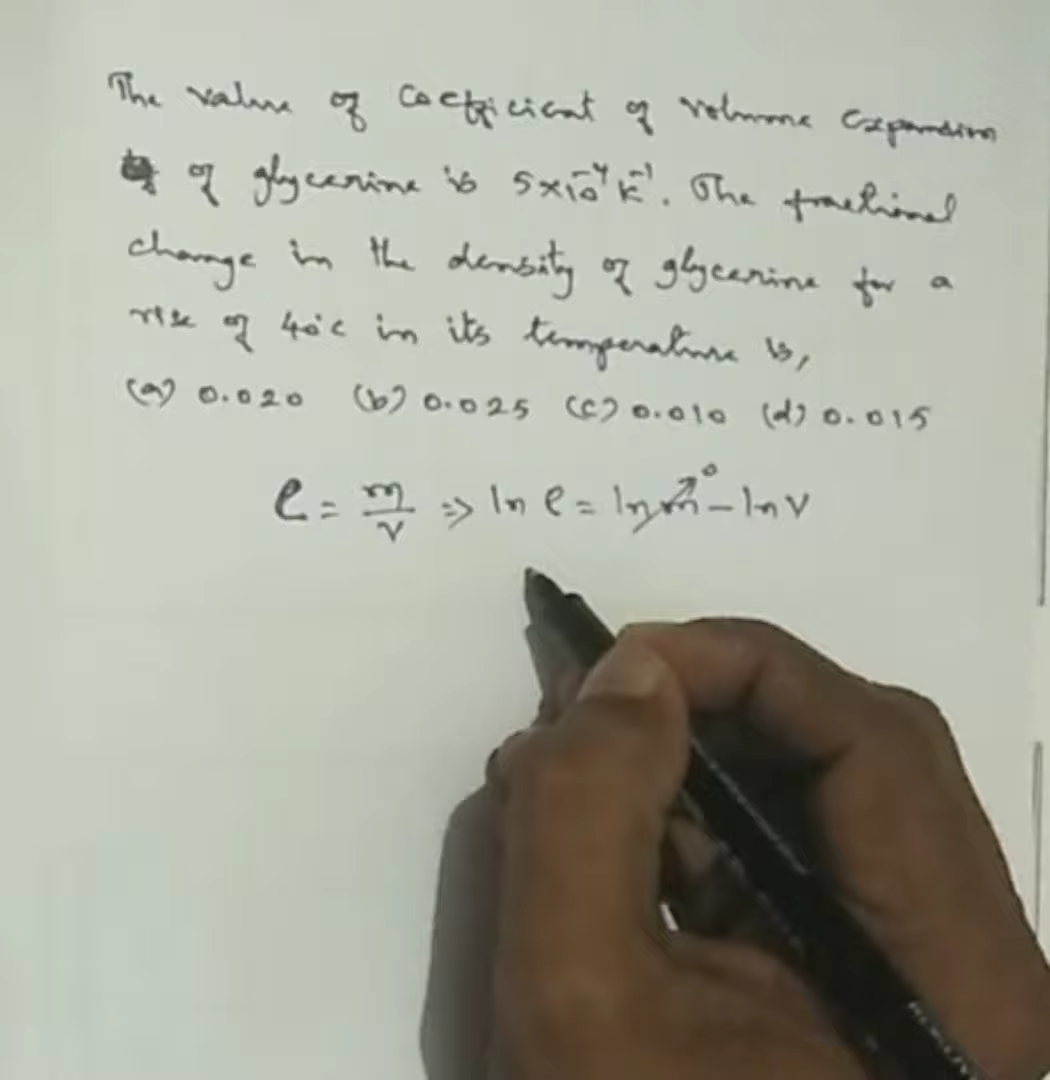 The value of coefficient of volume expansion
of glycerine is 5×10⁻⁴ K⁻¹. The fractional
change in the density of glycerine for a
rise of 40°C in its temperature is,
(a) 0.020 (b) 0.025 (c) 0.010 (d) 0.015
ρ = m/V ⇒ ln ρ = ln m⁰ − ln V